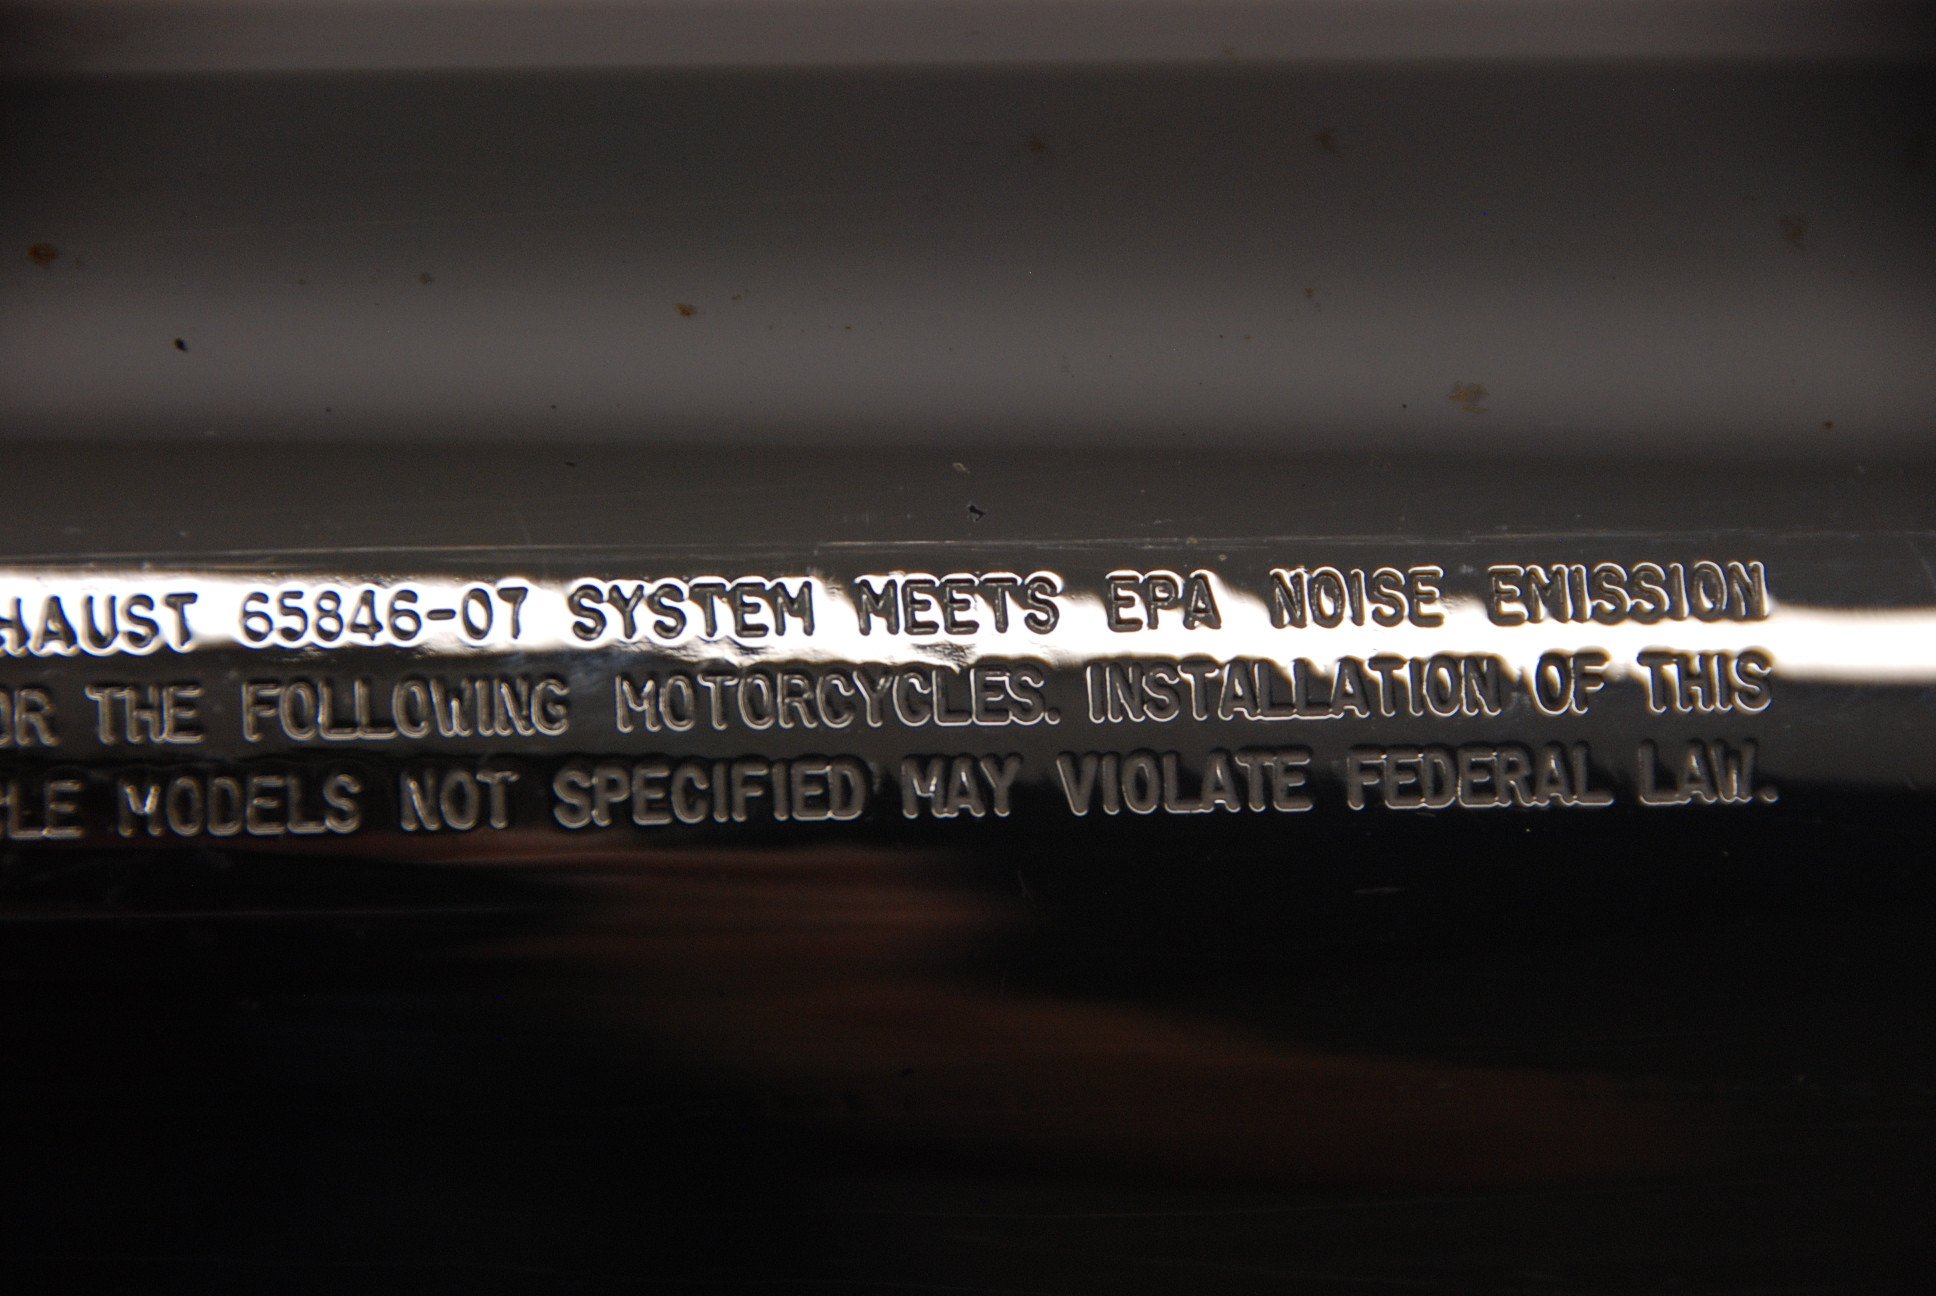 HAUST 65846-07 SYSTEM MEETS EPA NOISE EMISSION
OR THE FOLLOWING MOTORCYCLES. INSTALLATION OF THIS
LE MODELS NOT SPECIFIED MAY VIOLATE FEDERAL LAW.